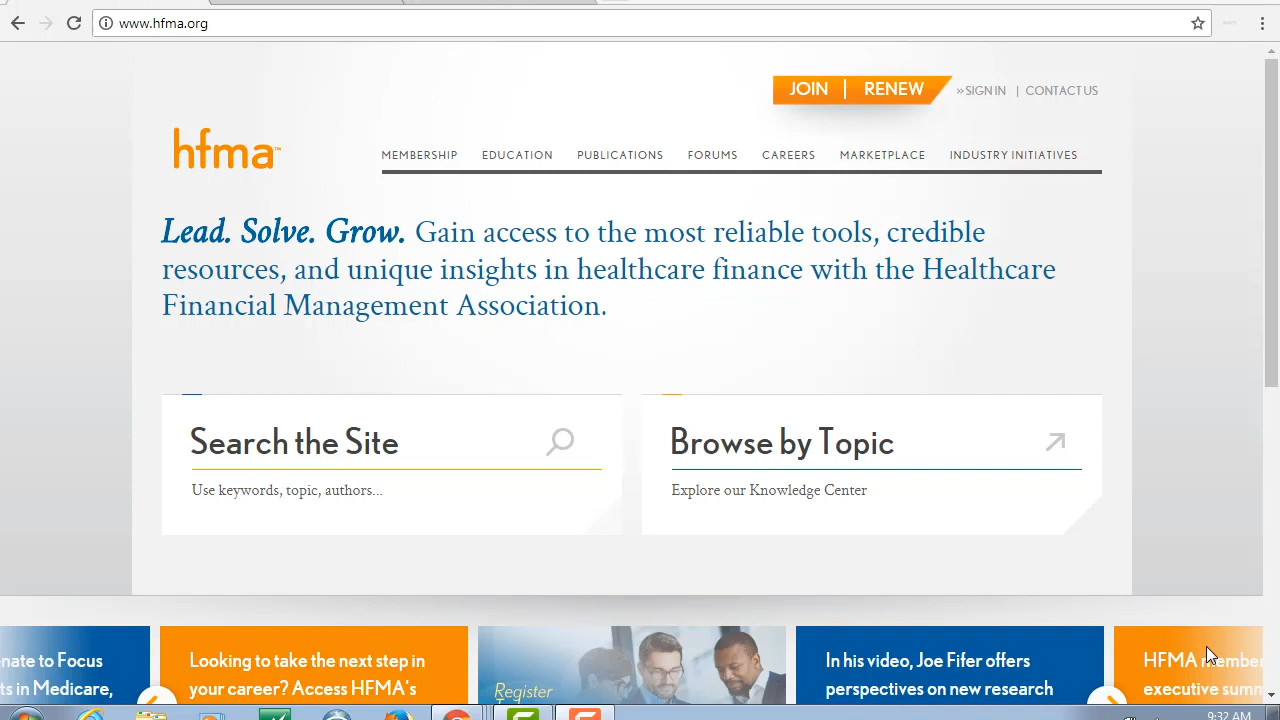 www.hfma.org
JOIN | RENEW
» SIGN IN | CONTACT US
hfma™
MEMBERSHIP EDUCATION PUBLICATIONS FORUMS CAREERS MARKETPLACE INDUSTRY INITIATIVES
Lead. Solve. Grow. Gain access to the most reliable tools, credible
resources, and unique insights in healthcare finance with the Healthcare
Financial Management Association.
Search the Site
Use keywords, topic, authors...
Browse by Topic
Explore our Knowledge Center
nate to Focus
ts in Medicare,
Looking to take the next step in
your career? Access HFMA's
Register
In his video, Joe Fifer offers
perspectives on new research
HFMA member
executive summ
9:32 AM